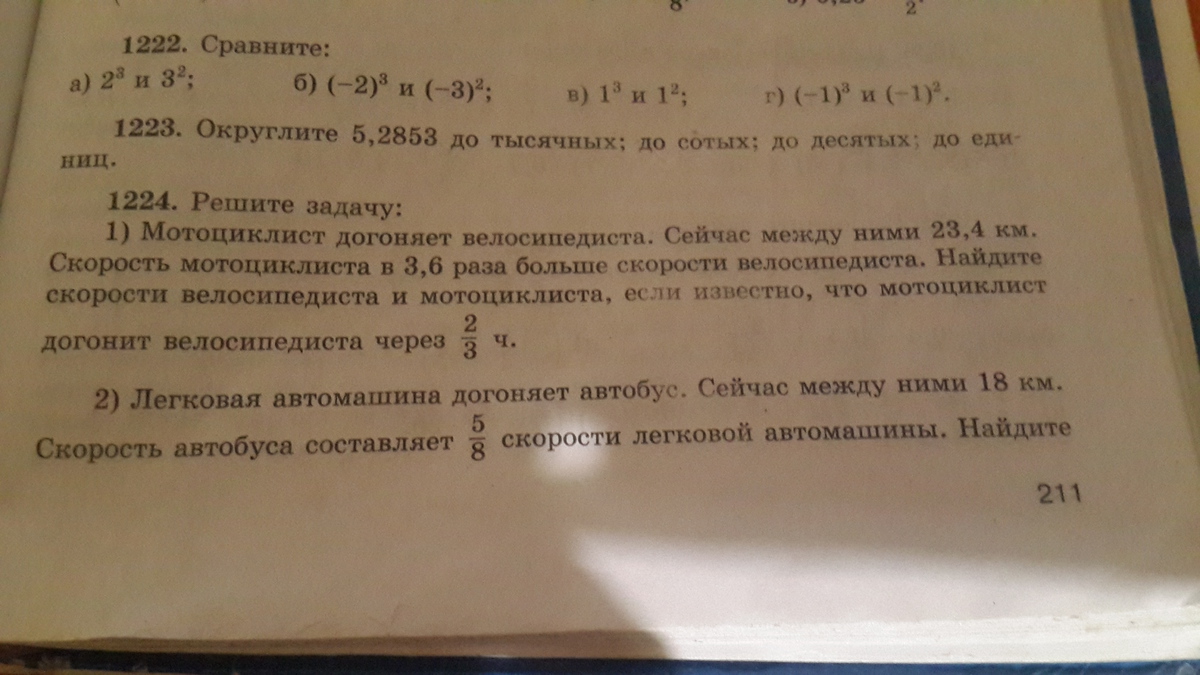 1222. Сравните:
а) 2³ и 3²; б) (−2)³ и (−3)²; в) 1³ и 1²; г) (−1)³ и (−1)².
1223. Округлите 5,2853 до тысячных; до сотых; до десятых; до еди-
ниц.
1224. Решите задачу:
1) Мотоциклист догоняет велосипедиста. Сейчас между ними 23,4 км.
Скорость мотоциклиста в 3,6 раза больше скорости велосипедиста. Найдите
скорости велосипедиста и мотоциклиста, если известно, что мотоциклист
догонит велосипедиста через 2/3 ч.
2) Легковая автомашина догоняет автобус. Сейчас между ними 18 км.
Скорость автобуса составляет 5/8 скорости легковой автомашины. Найдите
211